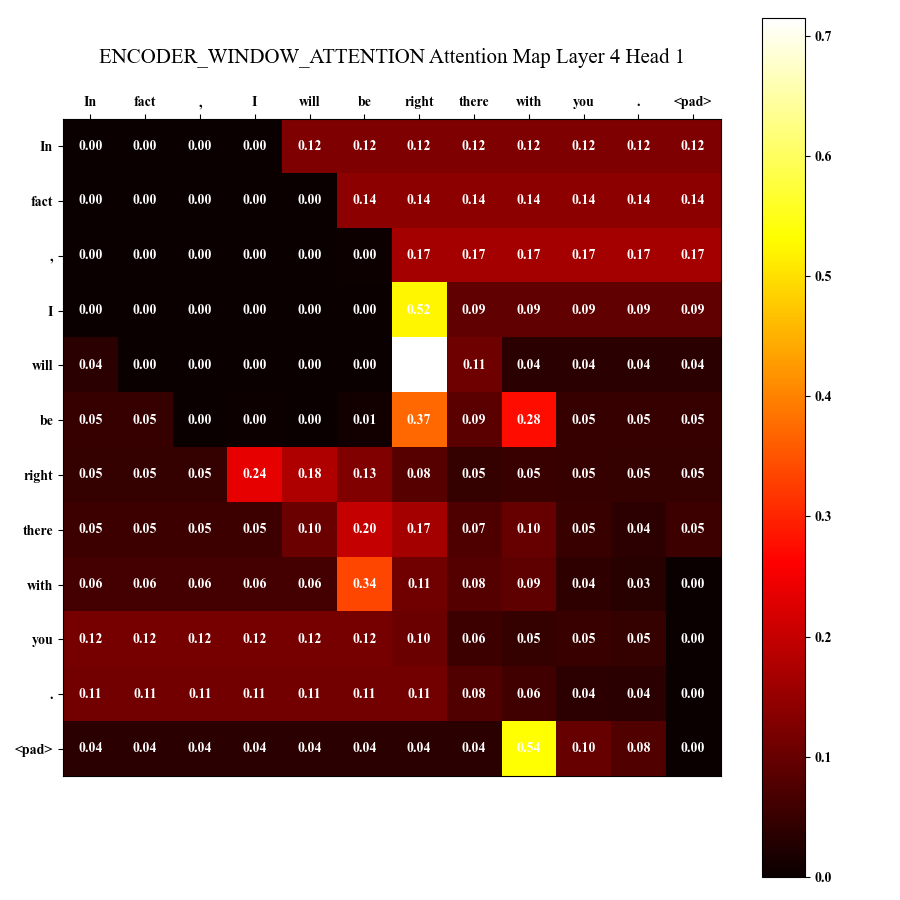 ENCODER_WINDOW_ATTENTION Attention Map Layer 4 Head 1
In fact , I will be right there with you . <pad>
In 0.00 0.00 0.00 0.00 0.12 0.12 0.12 0.12 0.12 0.12 0.12 0.12
fact 0.00 0.00 0.00 0.00 0.00 0.14 0.14 0.14 0.14 0.14 0.14 0.14
, 0.00 0.00 0.00 0.00 0.00 0.00 0.17 0.17 0.17 0.17 0.17 0.17
I 0.00 0.00 0.00 0.00 0.00 0.00 0.52 0.09 0.09 0.09 0.09 0.09
will 0.04 0.00 0.00 0.00 0.00 0.00 0.11 0.04 0.04 0.04 0.04
be 0.05 0.05 0.00 0.00 0.00 0.01 0.37 0.09 0.28 0.05 0.05 0.05
right 0.05 0.05 0.05 0.24 0.18 0.13 0.08 0.05 0.05 0.05 0.05 0.05
there 0.05 0.05 0.05 0.05 0.10 0.20 0.17 0.07 0.10 0.05 0.04 0.05
with 0.06 0.06 0.06 0.06 0.06 0.34 0.11 0.08 0.09 0.04 0.03 0.00
you 0.12 0.12 0.12 0.12 0.12 0.12 0.10 0.06 0.05 0.05 0.05 0.00
. 0.11 0.11 0.11 0.11 0.11 0.11 0.11 0.08 0.06 0.04 0.04 0.00
<pad> 0.04 0.04 0.04 0.04 0.04 0.04 0.04 0.04 0.54 0.10 0.08 0.00
0.7
0.6
0.5
0.4
0.3
0.2
0.1
0.0